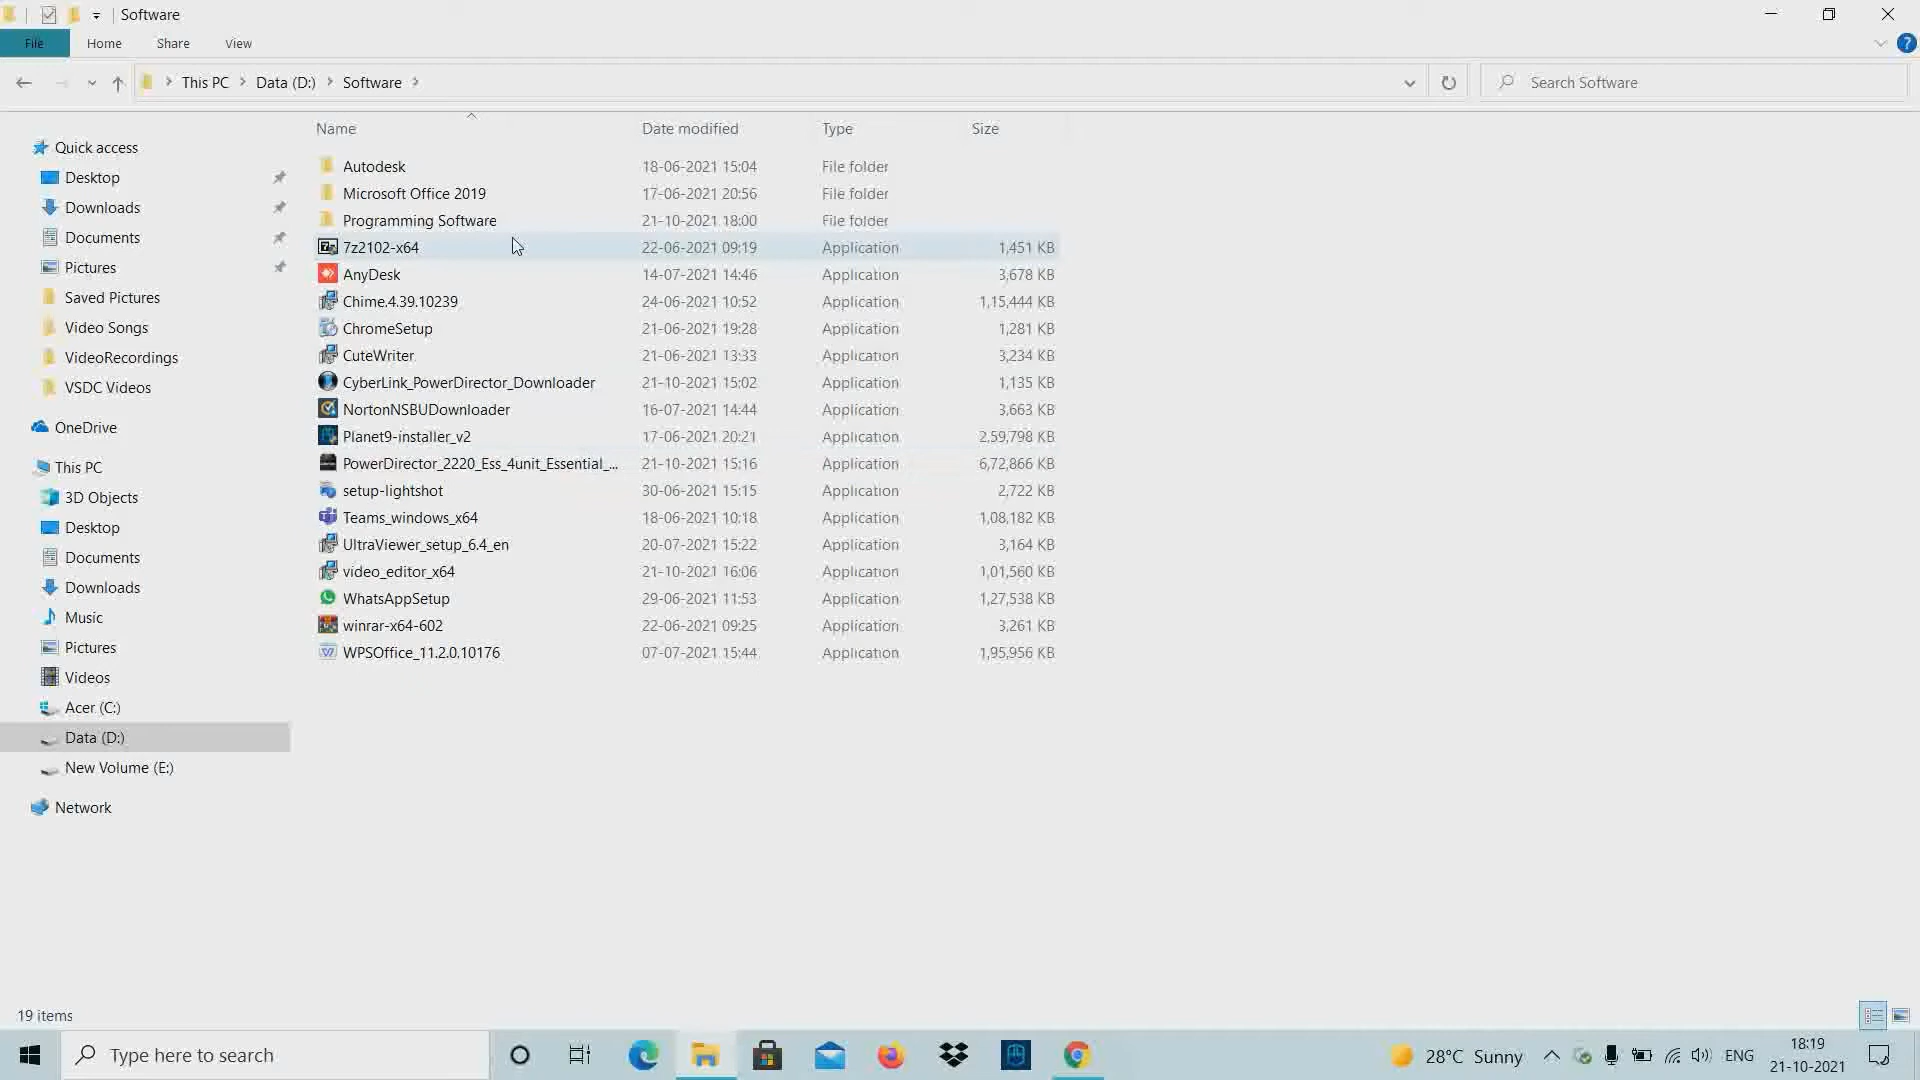 Software
File Home Share View
This PC Data (D:) Software Search Software
Name Date modified Type Size
Quick access
Desktop
Downloads
Documents
Pictures
Saved Pictures
Video Songs
VideoRecordings
VSDC Videos
OneDrive
This PC
3D Objects
Desktop
Documents
Downloads
Music
Pictures
Videos
Acer (C:)
Data (D:)
New Volume (E:)
Network
Autodesk 18-06-2021 15:04 File folder
Microsoft Office 2019 17-06-2021 20:56 File folder
Programming Software 21-10-2021 18:00 File folder
7z2102-x64 22-06-2021 09:19 Application 1,451 KB
AnyDesk 14-07-2021 14:46 Application 3,678 KB
Chime.4.39.10239 24-06-2021 10:52 Application 1,15,444 KB
ChromeSetup 21-06-2021 19:28 Application 1,281 KB
CuteWriter 21-06-2021 13:33 Application 3,234 KB
CyberLink_PowerDirector_Downloader 21-10-2021 15:02 Application 1,135 KB
NortonNSBUDownloader 16-07-2021 14:44 Application 3,663 KB
Planet9-installer_v2 17-06-2021 20:21 Application 2,59,798 KB
PowerDirector_2220_Ess_4unit_Essential_... 21-10-2021 15:16 Application 6,72,866 KB
setup-lightshot 30-06-2021 15:15 Application 2,722 KB
Teams_windows_x64 18-06-2021 10:18 Application 1,08,182 KB
UltraViewer_setup_6.4_en 20-07-2021 15:22 Application 3,164 KB
video_editor_x64 21-10-2021 16:06 Application 1,01,560 KB
WhatsAppSetup 29-06-2021 11:53 Application 1,27,538 KB
winrar-x64-602 22-06-2021 09:25 Application 3,261 KB
WPSOffice_11.2.0.10176 07-07-2021 15:44 Application 1,95,956 KB
19 items
Type here to search 28°C Sunny ENG 18:19
21-10-2021